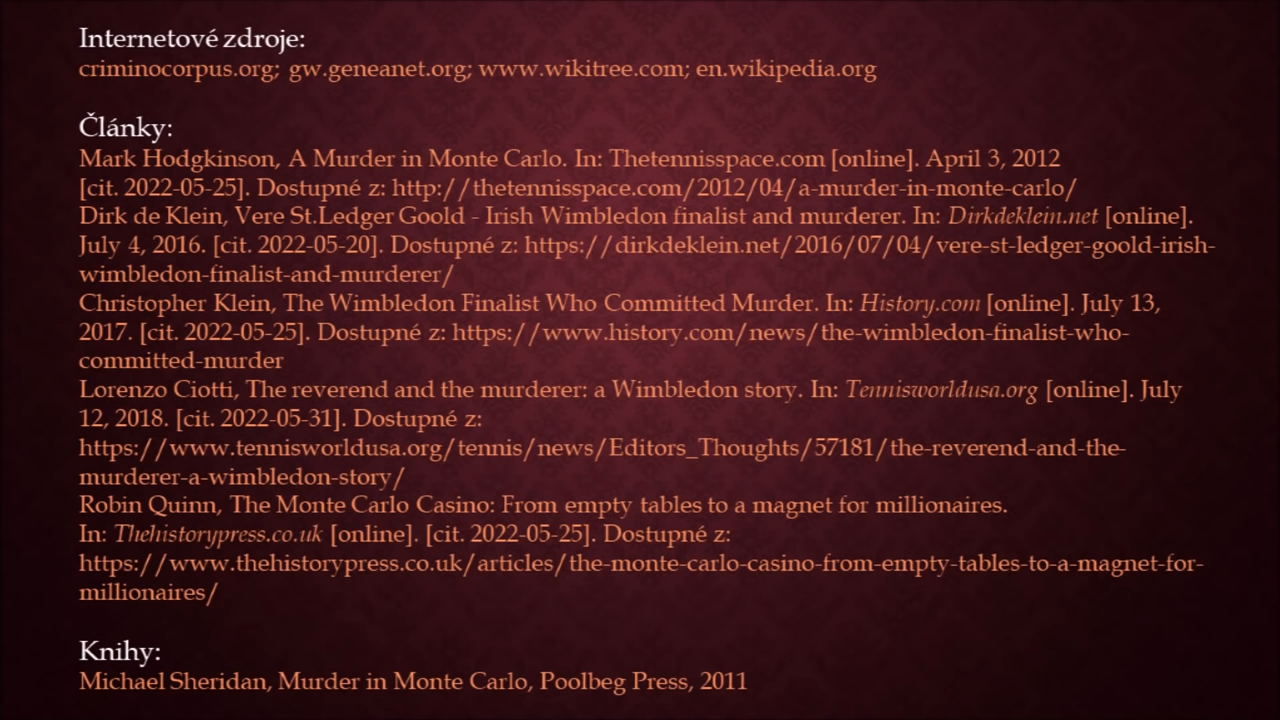 Internetové zdroje:
criminocorpus.org; gw.geneanet.org; www.wikitree.com; en.wikipedia.org
Články:
Mark Hodgkinson, A Murder in Monte Carlo. In: Thetennisspace.com [online]. April 3, 2012
[cit. 2022-05-25]. Dostupné z: http://thetennisspace.com/2012/04/a-murder-in-monte-carlo/
Dirk de Klein, Vere St.Ledger Goold - Irish Wimbledon finalist and murderer. In: Dirkdeklein.net [online].
July 4, 2016. [cit. 2022-05-20]. Dostupné z: https://dirkdeklein.net/2016/07/04/vere-st-ledger-goold-irish-
wimbledon-finalist-and-murderer/
Christopher Klein, The Wimbledon Finalist Who Committed Murder. In: History.com [online]. July 13,
2017. [cit. 2022-05-25]. Dostupné z: https://www.history.com/news/the-wimbledon-finalist-who-
committed-murder
Lorenzo Ciotti, The reverend and the murderer: a Wimbledon story. In: Tennisworldusa.org [online]. July
12, 2018. [cit. 2022-05-31]. Dostupné z:
https://www.tennisworldusa.org/tennis/news/Editors_Thoughts/57181/the-reverend-and-the-
murderer-a-wimbledon-story/
Robin Quinn, The Monte Carlo Casino: From empty tables to a magnet for millionaires.
In: Thehistorypress.co.uk [online]. [cit. 2022-05-25]. Dostupné z:
https://www.thehistorypress.co.uk/articles/the-monte-carlo-casino-from-empty-tables-to-a-magnet-for-
millionaires/
Knihy:
Michael Sheridan, Murder in Monte Carlo, Poolbeg Press, 2011